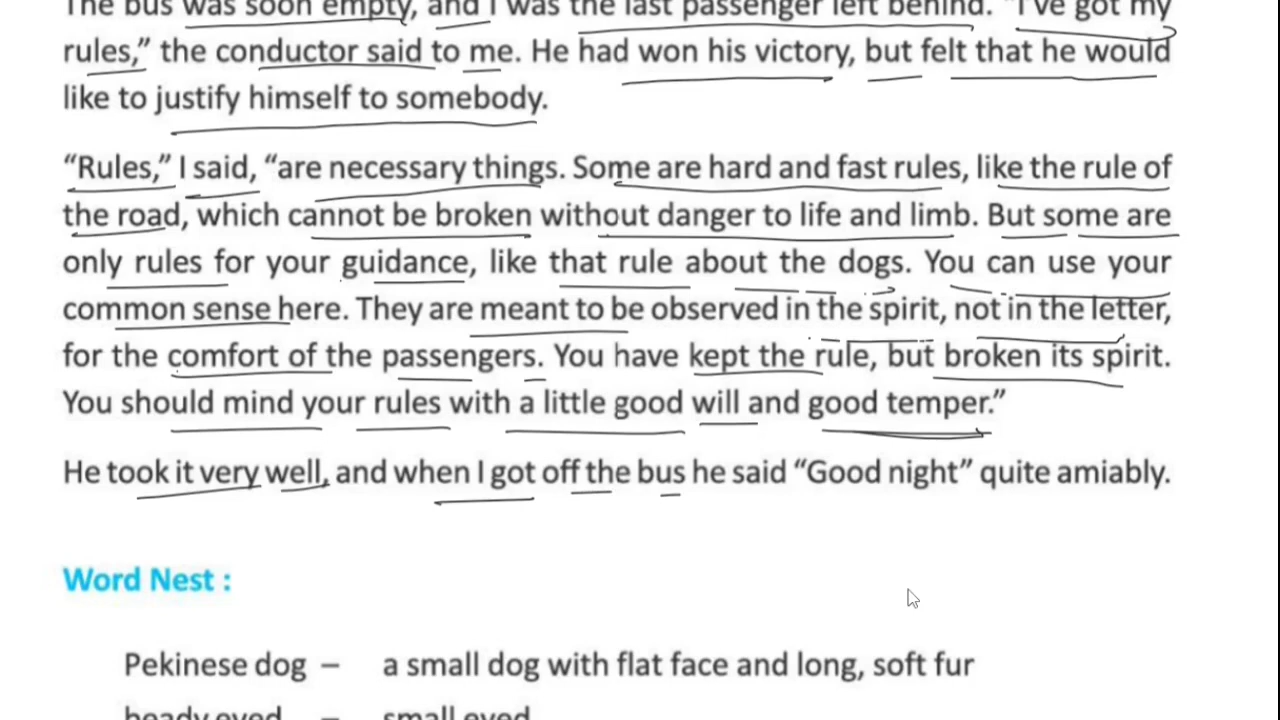 The bus was soon empty, and I was the last passenger left behind. "I've got my
rules,” the conductor said to me. He had won his victory, but felt that he would
like to justify himself to somebody.
“Rules,” I said, “are necessary things. Some are hard and fast rules, like the rule of
the road, which cannot be broken without danger to life and limb. But some are
only rules for your guidance, like that rule about the dogs. You can use your
common sense here. They are meant to be observed in the spirit, not in the letter,
for the comfort of the passengers. You have kept the rule, but broken its spirit.
You should mind your rules with a little good will and good temper.”
He took it very well, and when I got off the bus he said “Good night” quite amiably.
Word Nest :
Pekinese dog – a small dog with flat face and long, soft fur
beady eyed – small eyed